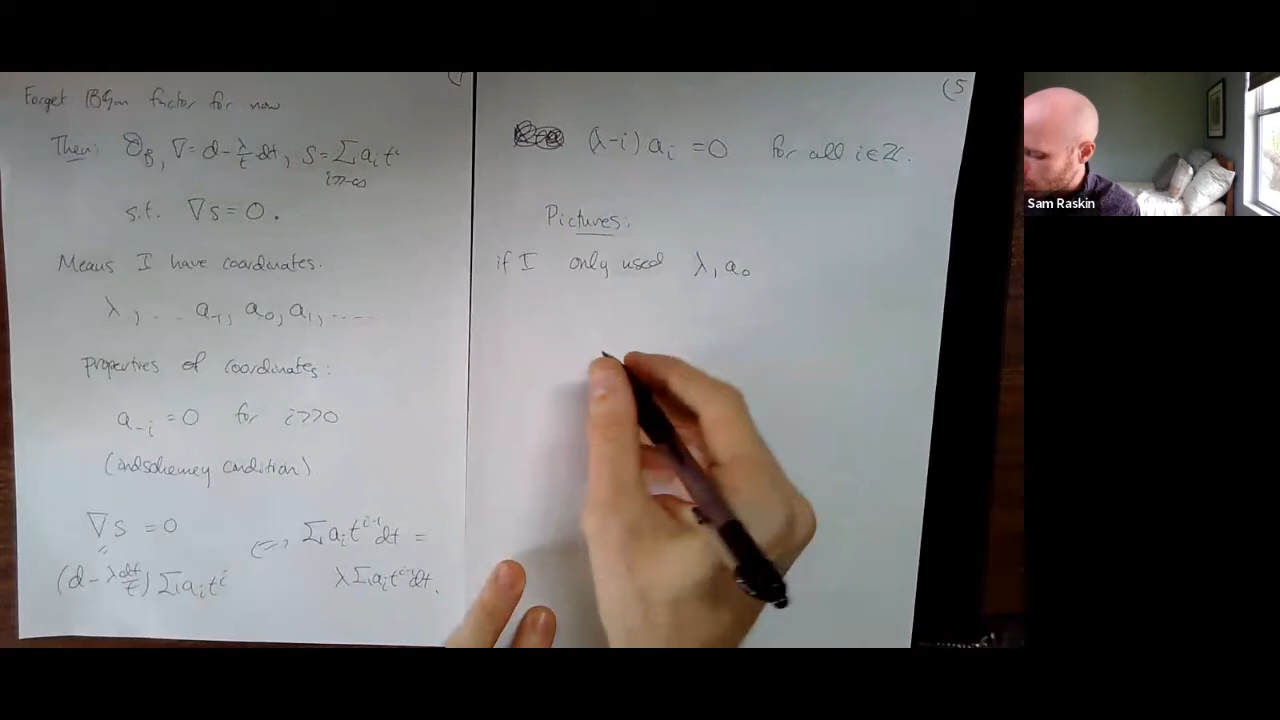 Forget BGm factor for now
Then: O_D̊, ∇ = d - λ/t dt, s = Σ a_i t^i
i>>-∞
s.t. ∇s = 0.
Means I have coordinates.
λ, ... a_-1, a_0, a_1, ....
Properties of coordinates:
a_-i = 0 for i>>0
(indschemey condition)
∇s = 0 ⟺ Σ a_i t^{i-1} dt =
(d - λ dt/t) Σ a_i t^i λ Σ a_i t^{i-1} dt.
(5
(λ-i) a_i = 0 for all i ∈ ℤ.
Pictures:
if I only used λ, a_0
Sam Raskin